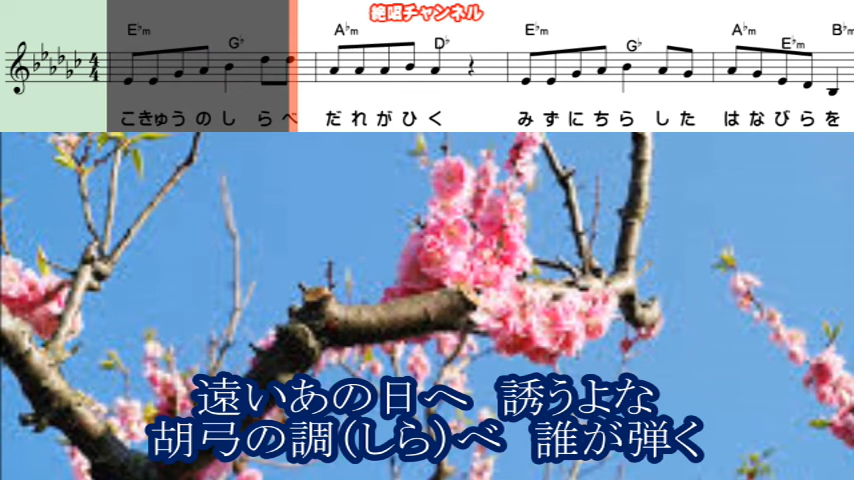 絶唱チャンネル
E♭m G♭ A♭m D♭ E♭m G♭ A♭m E♭m B♭m
4/4
こきゅうのし らべ だれがひく みずにちら した はなびらを
遠いあの日へ 誘うよな
胡弓の調(しら)べ 誰が弾く